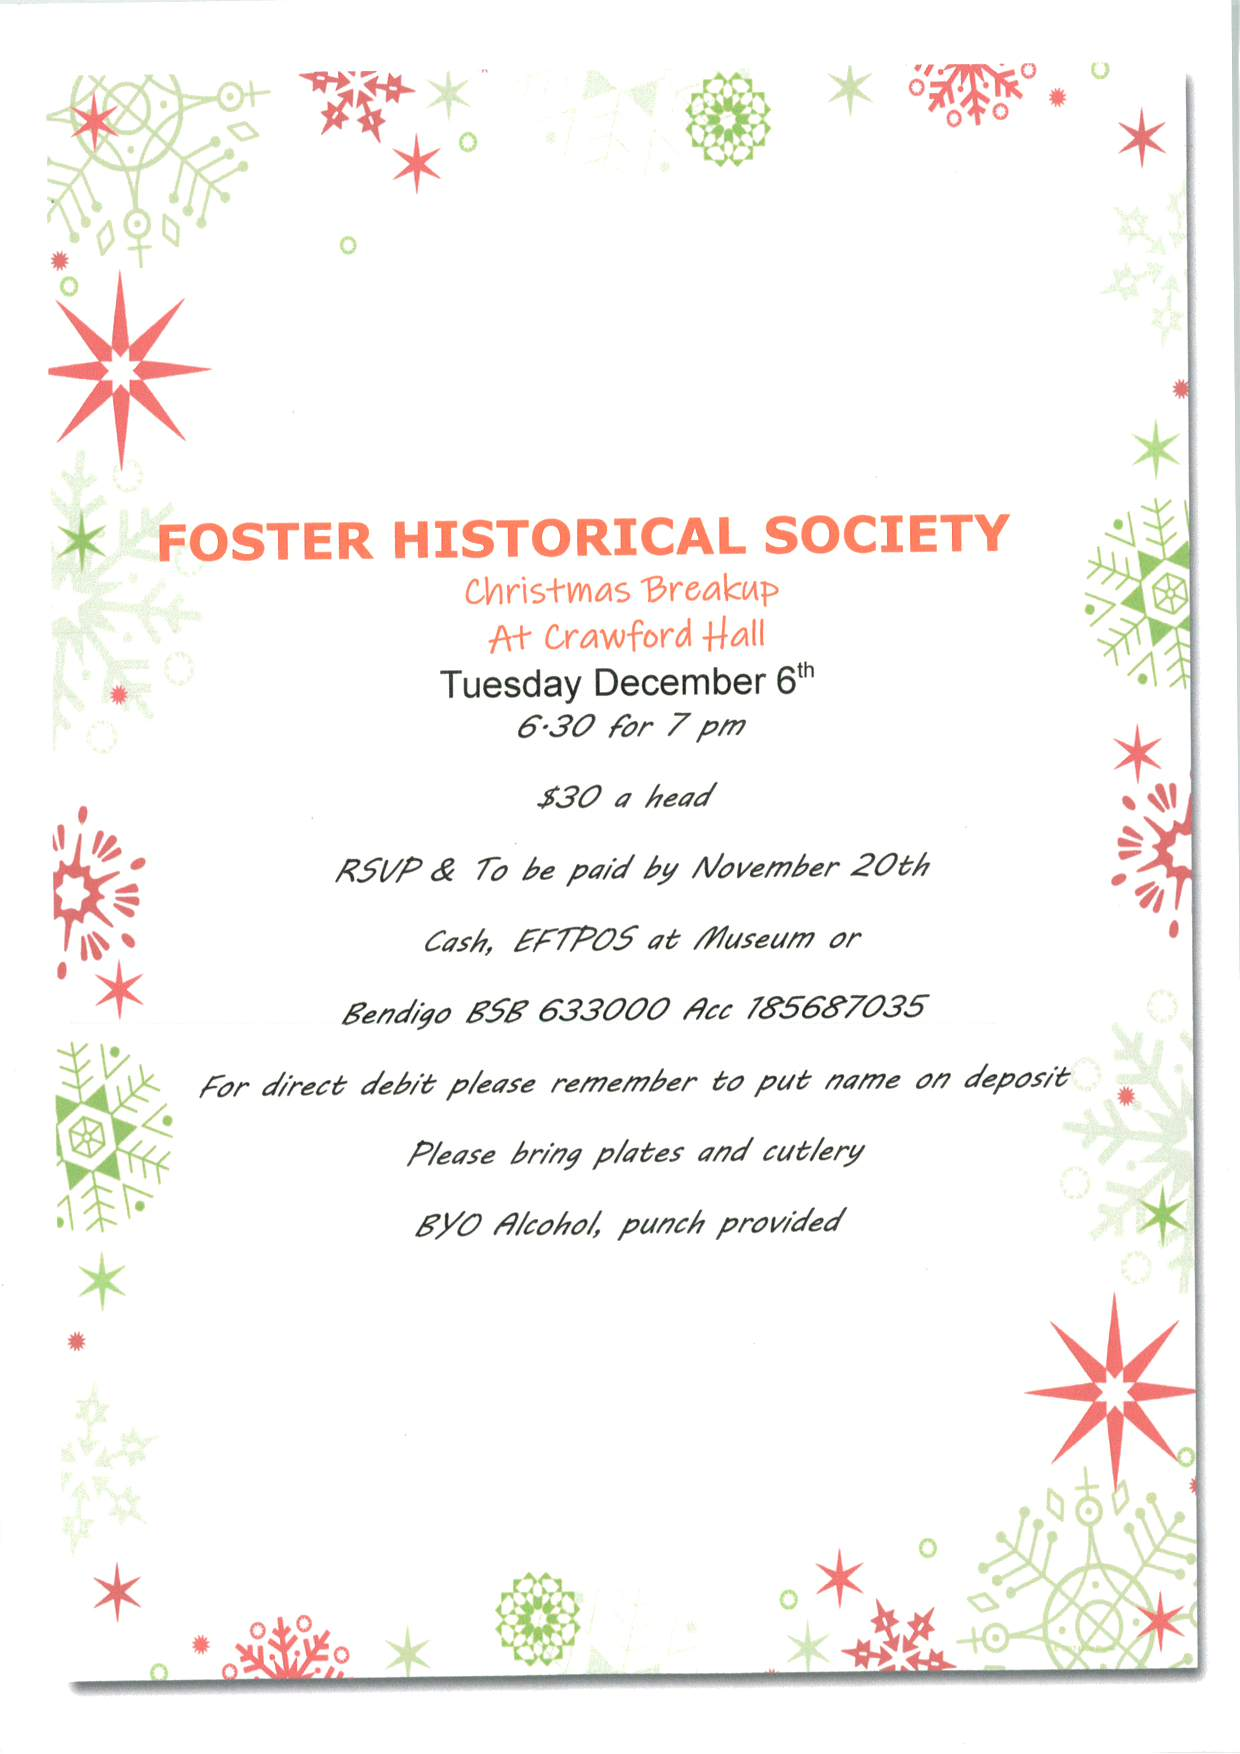 FOSTER HISTORICAL SOCIETY
Christmas Breakup
At Crawford Hall
Tuesday December 6th
6.30 for 7 pm
$30 a head
RSVP & To be paid by November 20th
Cash, EFTPOS at Museum or
Bendigo BSB 633000 Acc 185687035
For direct debit please remember to put name on deposit
Please bring plates and cutlery
BYO Alcohol, punch provided